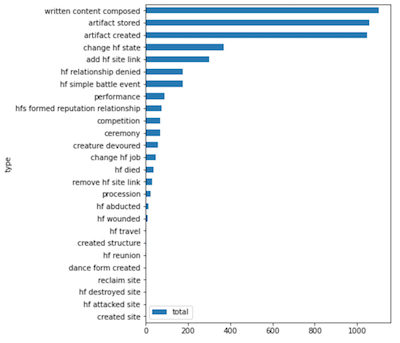 written content composed
artifact stored
artifact created
change hf state
add hf site link
hf relationship denied
hf simple battle event
performance
hfs formed reputation relationship
competition
ceremony
creature devoured
change hf job
hf died
remove hf site link
procession
hf abducted
hf wounded
hf travel
created structure
hf reunion
dance form created
reclaim site
hf destroyed site
hf attacked site
created site
type
total
0 200 400 600 800 1000